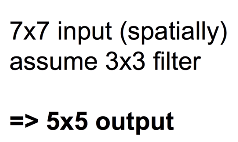 7x7 input (spatially)
assume 3x3 filter
=> 5x5 output